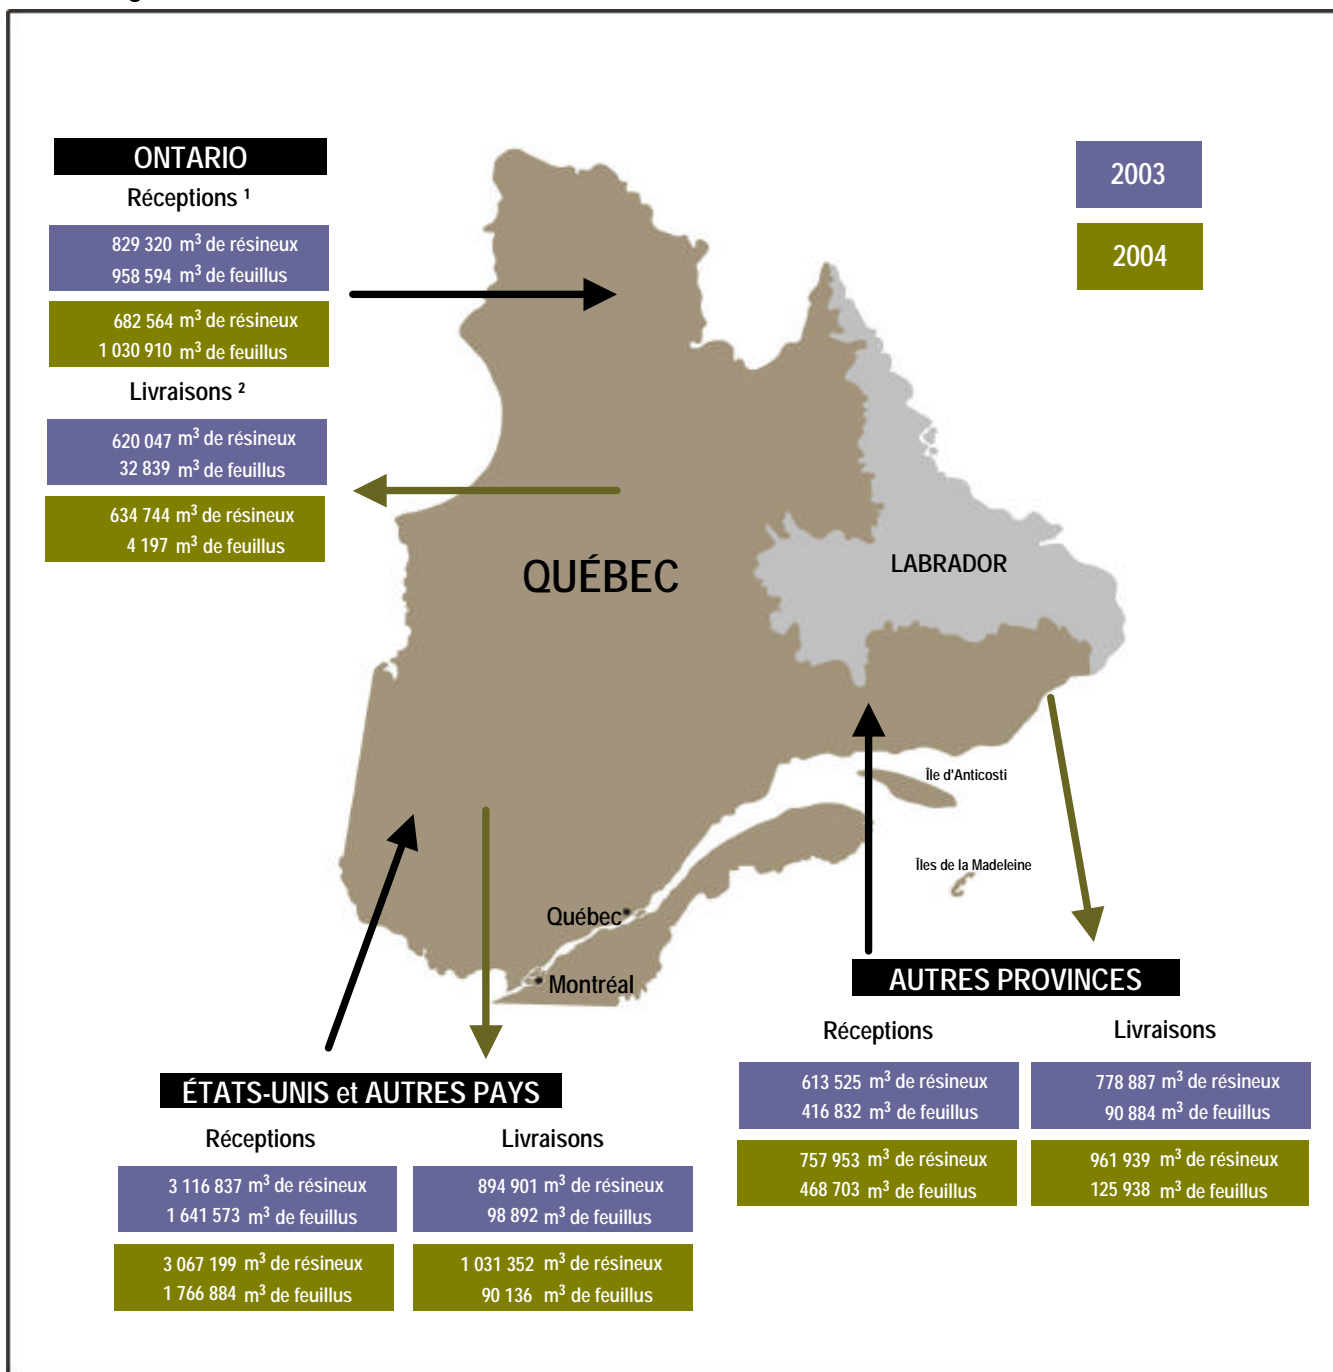 ONTARIO
Réceptions ¹
829 320 m³ de résineux
958 594 m³ de feuillus
682 564 m³ de résineux
1 030 910 m³ de feuillus
Livraisons ²
620 047 m³ de résineux
32 839 m³ de feuillus
634 744 m³ de résineux
4 197 m³ de feuillus
2003
2004
QUÉBEC
LABRADOR
Île d'Anticosti
Îles de la Madeleine
Québec
Montréal
AUTRES PROVINCES
Réceptions
613 525 m³ de résineux
416 832 m³ de feuillus
757 953 m³ de résineux
468 703 m³ de feuillus
Livraisons
778 887 m³ de résineux
90 884 m³ de feuillus
961 939 m³ de résineux
125 938 m³ de feuillus
ÉTATS-UNIS et AUTRES PAYS
Réceptions
3 116 837 m³ de résineux
1 641 573 m³ de feuillus
3 067 199 m³ de résineux
1 766 884 m³ de feuillus
Livraisons
894 901 m³ de résineux
98 892 m³ de feuillus
1 031 352 m³ de résineux
90 136 m³ de feuillus